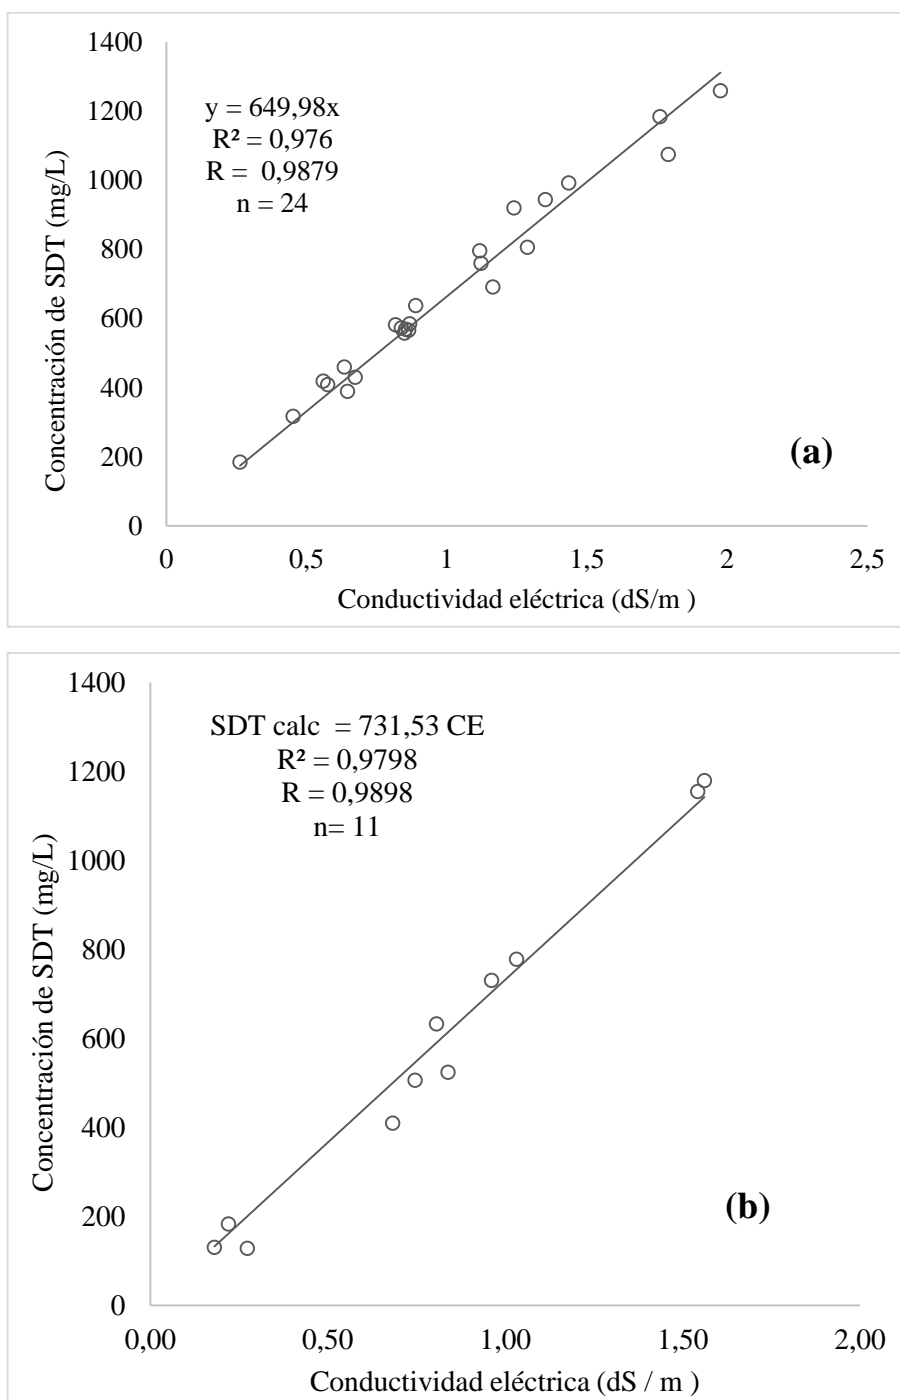 1400
1200
1000
800
600
400
200
0
Concentración de SDT (mg/L)
y = 649,98x
R² = 0,976
R = 0,9879
n = 24
(a)
0 0,5 1 1,5 2 2,5
Conductividad eléctrica (dS/m )
1400
1200
1000
800
600
400
200
0
Concentración de SDT (mg/L)
SDT calc = 731,53 CE
R² = 0,9798
R = 0,9898
n= 11
(b)
0,00 0,50 1,00 1,50 2,00
Conductividad eléctrica (dS / m )